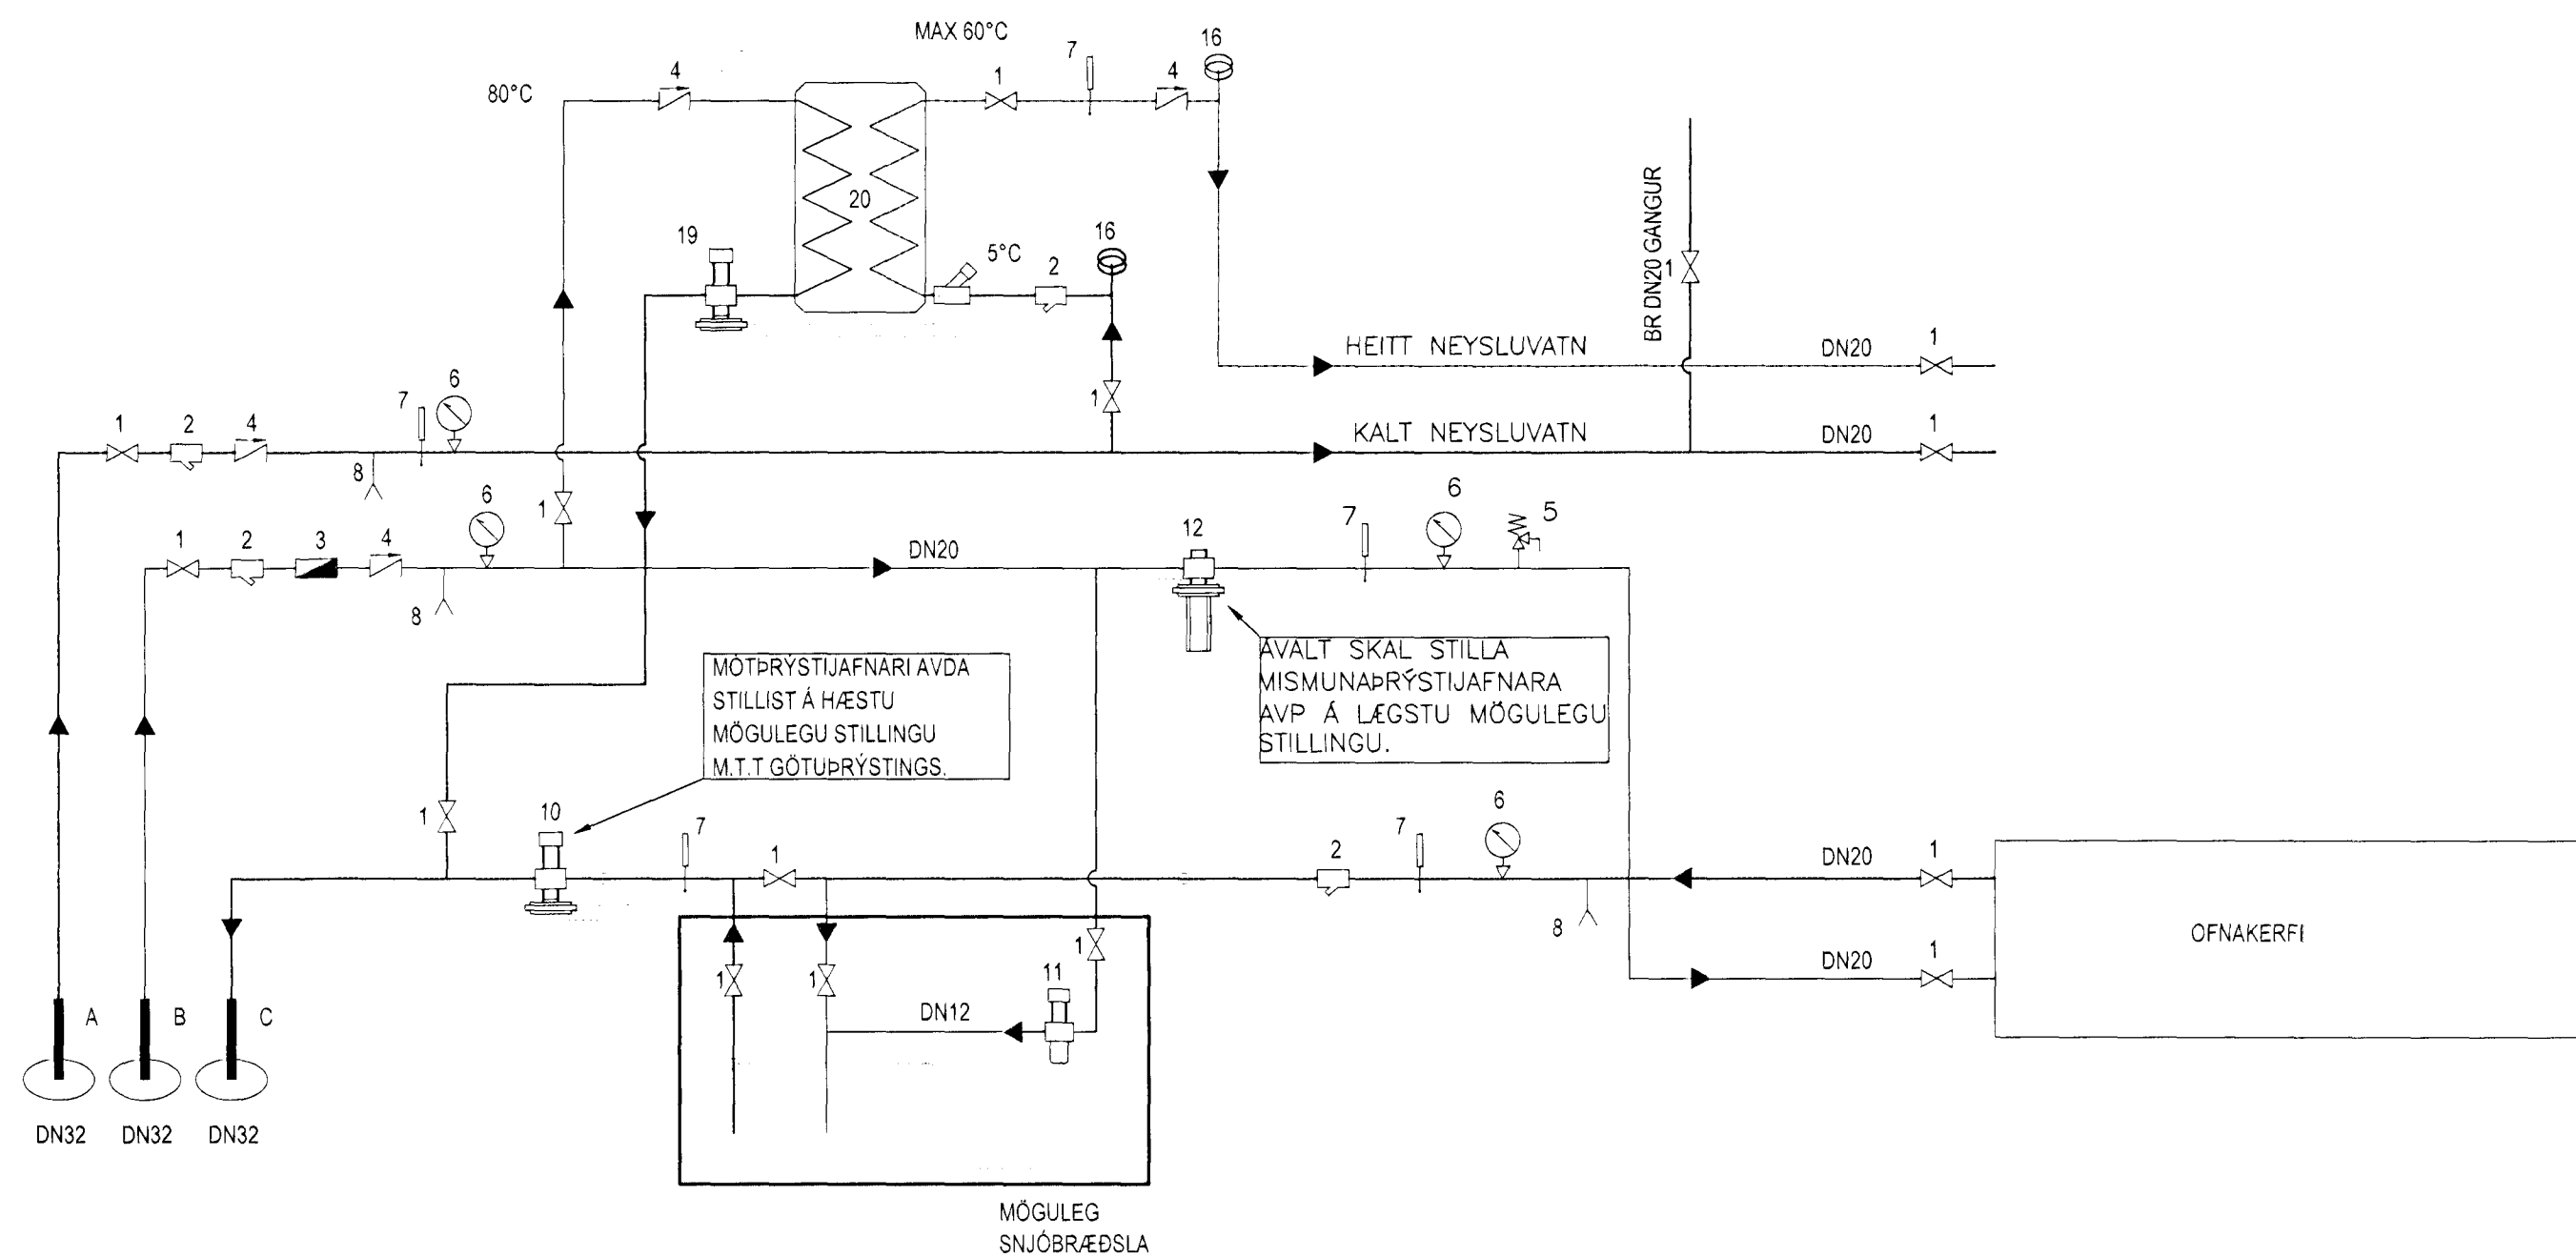 MAX 60°C
7
16
4
1
4
80°C
20
BR DN20 GANGUR
1
19
16
5°C
2
HEITT NEYSLUVATN
DN20
1
6
7
1
1
2
4
KALT NEYSLUVATN
DN20
1
8
6
1
7
6
5
1
2
3
4
DN20
12
8
MÓTÞRÝSTIJAFNARI AVDA
STILLIST Á HÆSTU
MÖGULEGU STILLINGU
M.T.T GÖTUÞRÝSTINGS.
ÁVALT SKAL STILLA
MISMUNAÞRÝSTIJAFNARA
AVP Á LÆGSTU MÖGULEGU
STILLINGU.
1
10
7
1
2
7
6
DN20
1
8
OFNAKERFI
1
1
1
11
DN20
1
DN12
A
B
C
DN32
DN32
DN32
MÖGULEG
SNJÓBRÆÐSLA